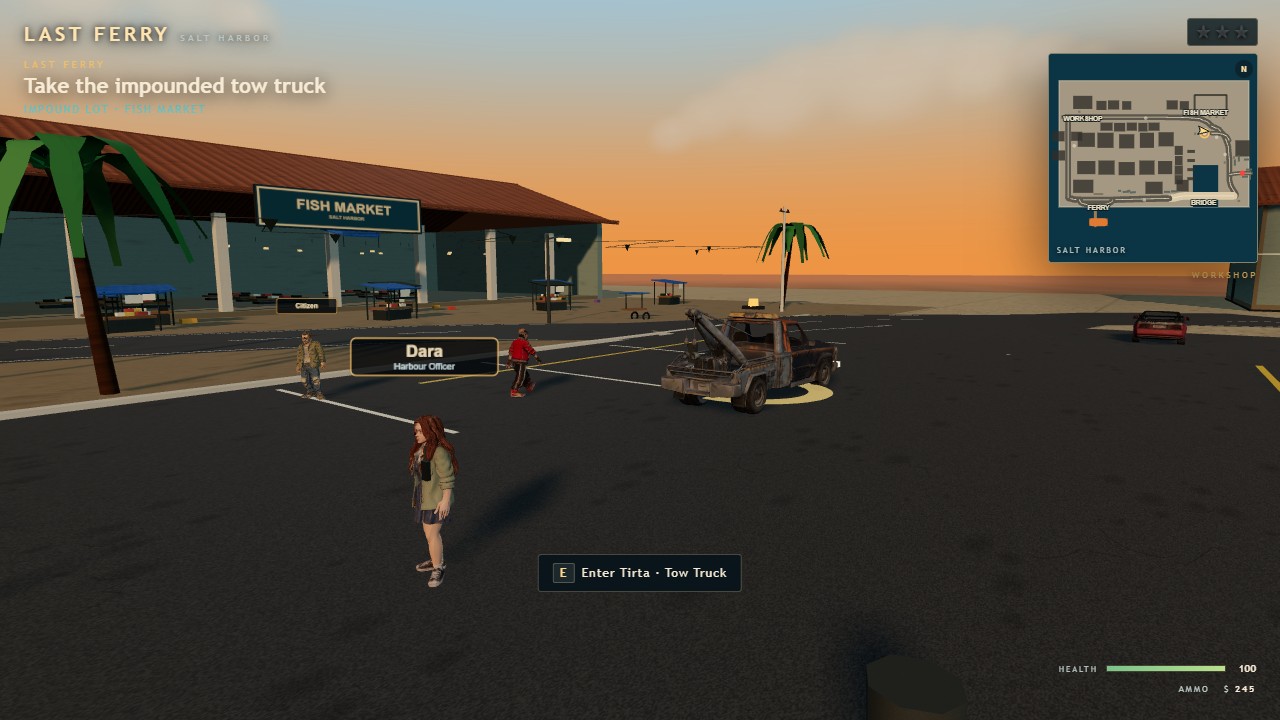 LAST FERRY SALT HARBOR
LAST FERRY
Take the impounded tow truck
IMPOUND LOT · FISH MARKET
N
WORKSHOP
FISH MARKET
BRIDGE
FERRY
SALT HARBOR
WORKSHOP
FISH MARKET
SALT HARBOR
Citizen
Dara
Harbour Officer
E Enter Tirta · Tow Truck
HEALTH 100
AMMO $ 245